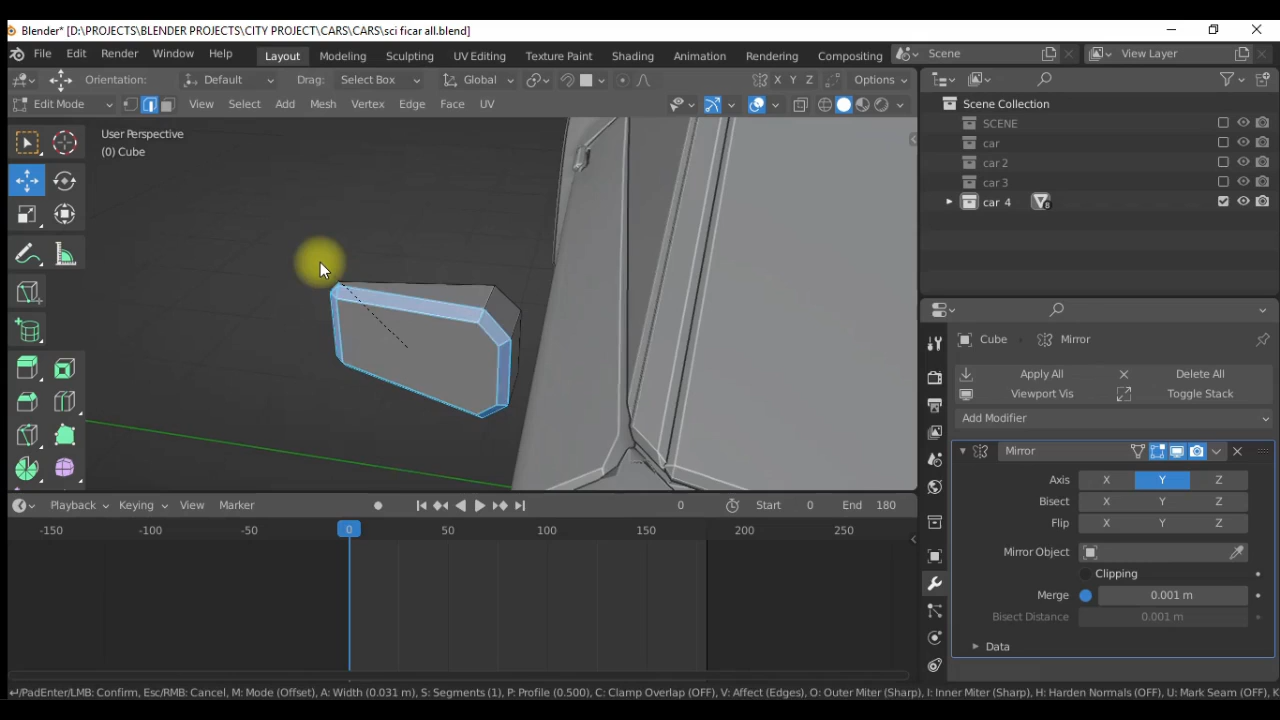 Blender* [D:\PROJECTS\BLENDER PROJECTS\CITY PROJECT\CARS\CARS\sci ficar all.blend]
File Edit Render Window Help Layout Modeling Sculpting UV Editing Texture Paint Shading Animation Rendering Compositing Scene View Layer
Orientation: Default Drag: Select Box Global X Y Z Options
Edit Mode View Select Add Mesh Vertex Edge Face UV
Scene Collection
SCENE
car
car 2
car 3
car 4
User Perspective
(0) Cube
Cube Mirror
Apply All Delete All
Viewport Vis Toggle Stack
Add Modifier
Mirror
Axis X Y Z
Bisect X Y Z
Flip X Y Z
Mirror Object
Clipping
Merge 0.001 m
Bisect Distance 0.001 m
Data
Playback Keying View Marker 0 Start 0 End 180
-150 -100 -50 0 50 100 150 200 250
/PadEnter/LMB: Confirm, Esc/RMB: Cancel, M: Mode (Offset), A: Width (0.031 m), S: Segments (1), P: Profile (0.500), C: Clamp Overlap (OFF), V: Affect (Edges), O: Outer Miter (Sharp), I: Inner Miter (Sharp), H: Harden Normals (OFF), U: Mark Seam (OFF), K